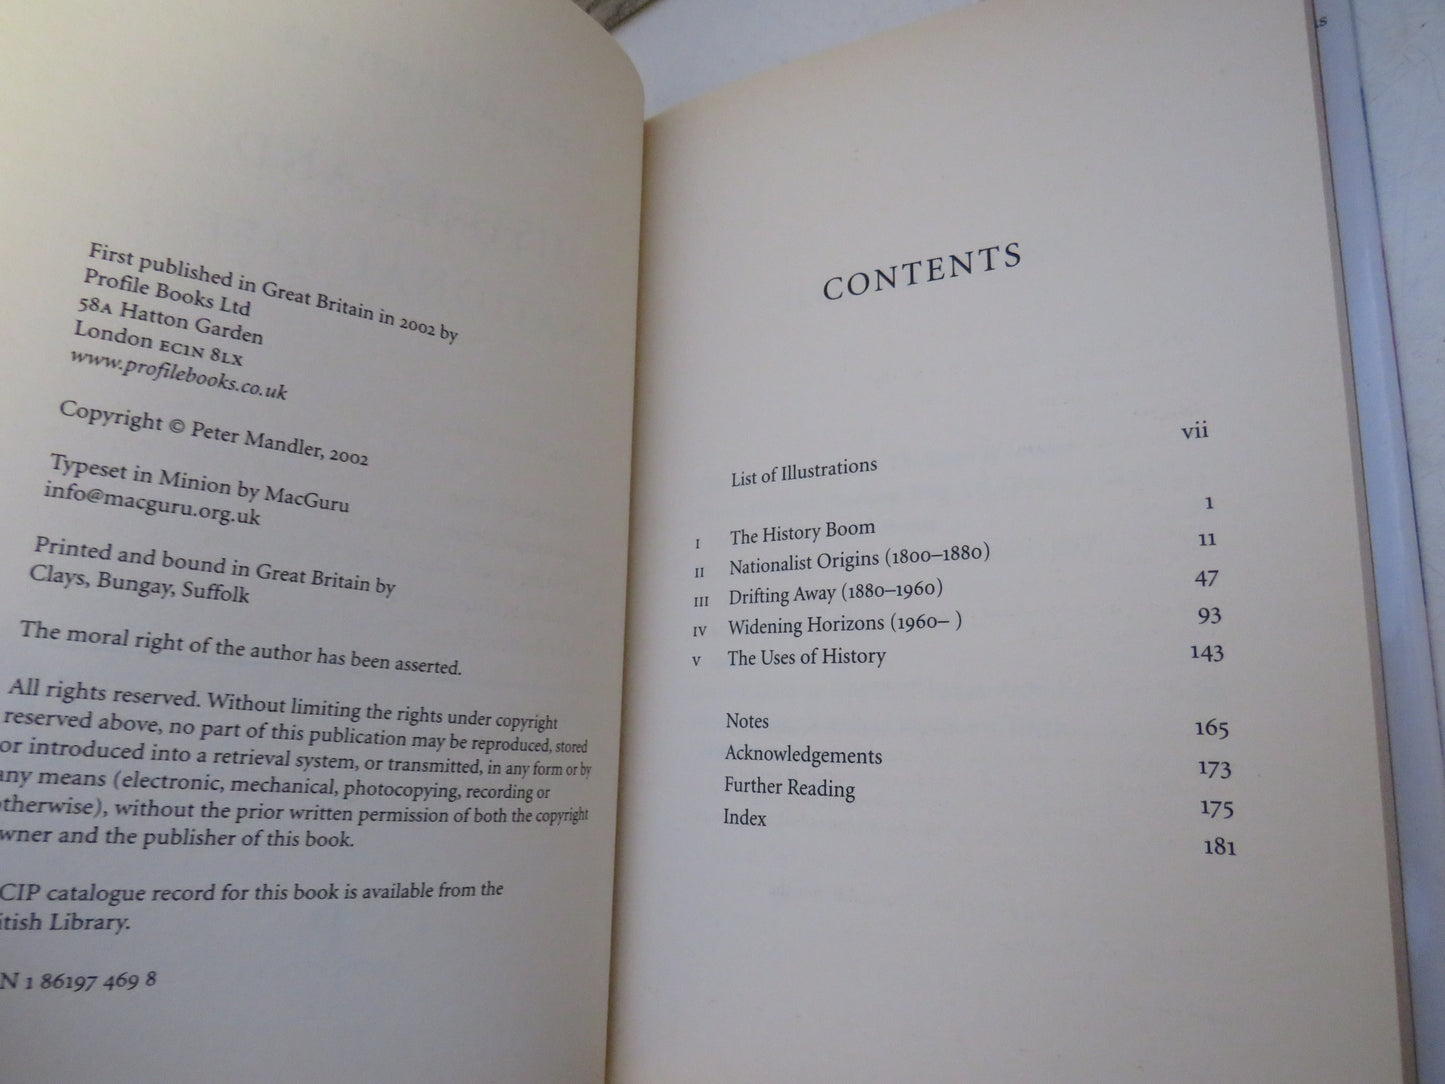 First published in Great Britain in 2002 by
Profile Books Ltd
58A Hatton Garden
London EC1N 8LX
www.profilebooks.co.uk
Copyright © Peter Mandler, 2002
Typeset in Minion by MacGuru
info@macguru.org.uk
Printed and bound in Great Britain by
Clays, Bungay, Suffolk
The moral right of the author has been asserted.
All rights reserved. Without limiting the rights under copyright
reserved above, no part of this publication may be reproduced, stored
or introduced into a retrieval system, or transmitted, in any form or by
any means (electronic, mechanical, photocopying, recording or
otherwise), without the prior written permission of both the copyright
wner and the publisher of this book.
CIP catalogue record for this book is available from the
itish Library.
N 1 86197 469 8
CONTENTS
List of Illustrations vii
I The History Boom 1
II Nationalist Origins (1800–1880) 11
III Drifting Away (1880–1960) 47
IV Widening Horizons (1960– ) 93
V The Uses of History 143
Notes 165
Acknowledgements 173
Further Reading 175
Index 181